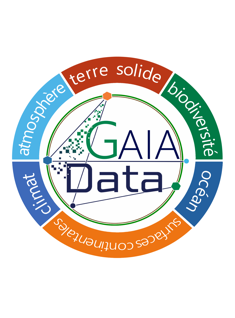 atmosphère
terre solide
biodiversité
océan
surfaces continentales
climat
GAIA
Data